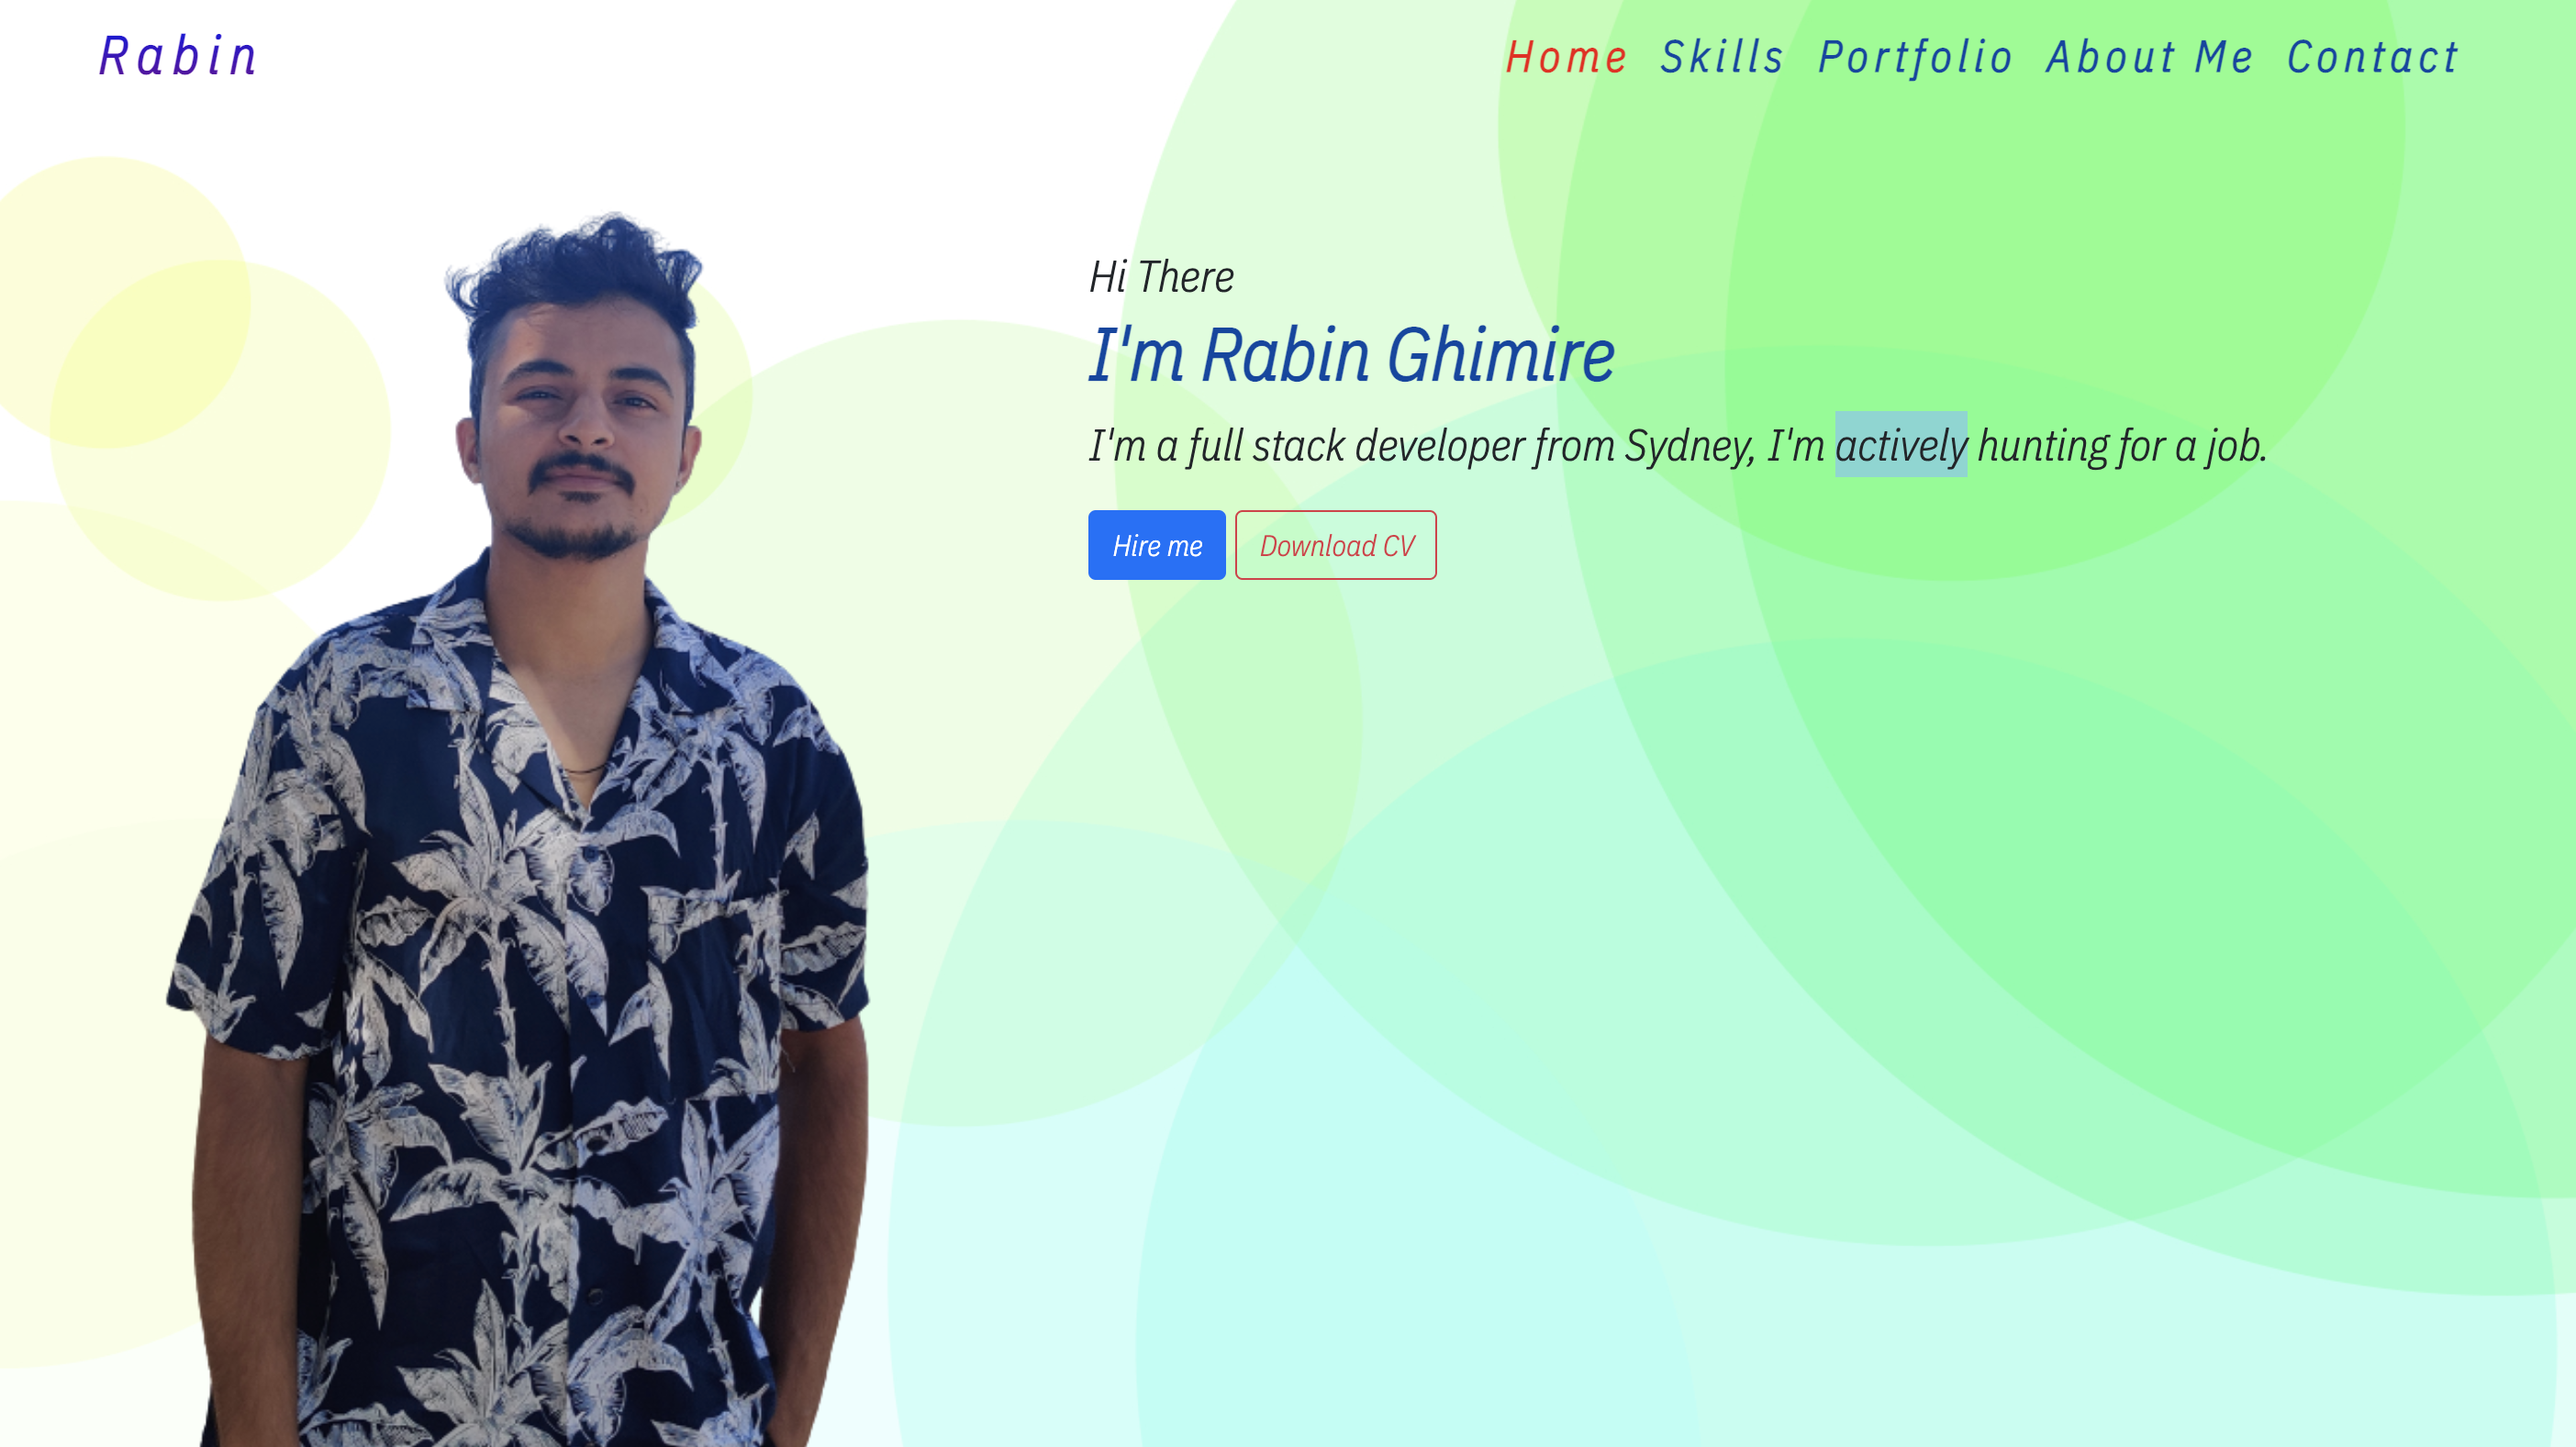 Rabin
Home Skills Portfolio About Me Contact
Hi There
I'm Rabin Ghimire
I'm a full stack developer from Sydney, I'm actively hunting for a job.
Hire me Download CV